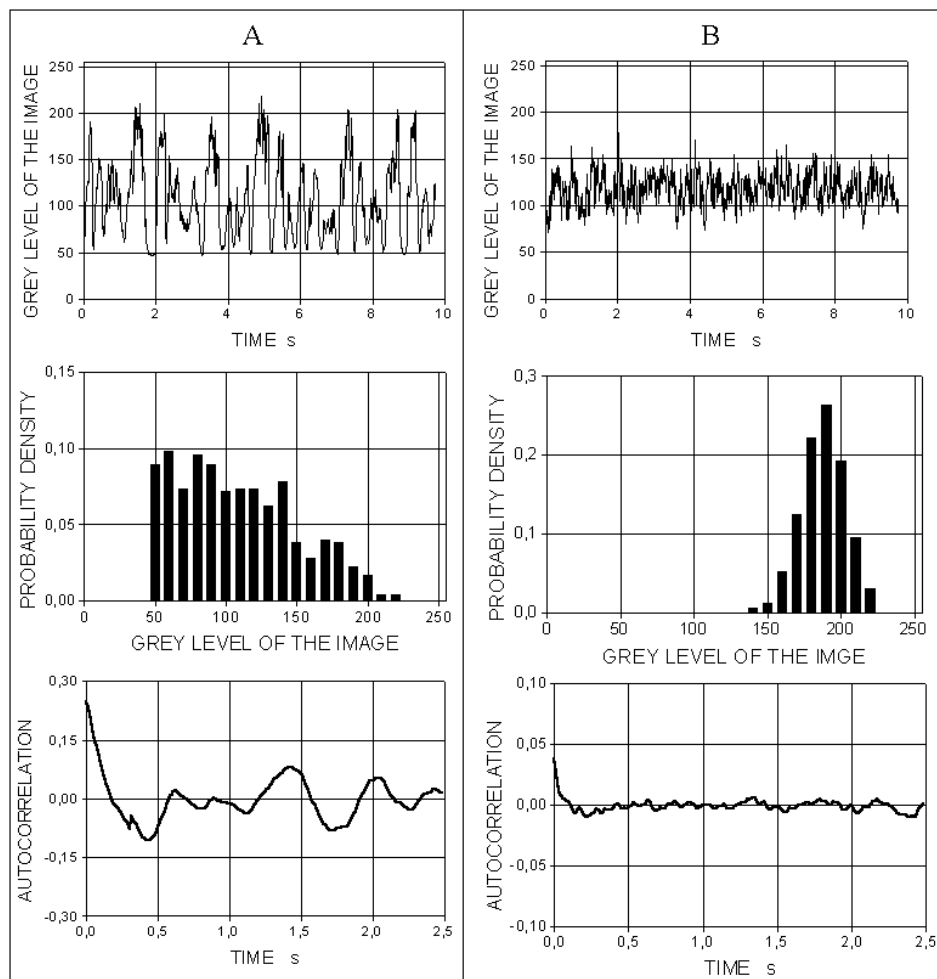 A
GREY LEVEL OF THE IMAGE
250
200
150
100
50
0
0 2 4 6 8 10
TIME s
PROBABILITY DENSITY
0,15
0,10
0,05
0,00
0 50 100 150 200 250
GREY LEVEL OF THE IMAGE
AUTOCORRELATION
0,30
0,15
0,00
-0,15
-0,30
0,0 0,5 1,0 1,5 2,0 2,5
TIME s
B
GREY LEVEL OF THE IMAGE
250
200
150
100
50
0
0 2 4 6 8 10
TIME s
PROBABILITY DENSITY
0,3
0,2
0,1
0,0
0 50 100 150 200 250
GREY LEVEL OF THE IMGE
AUTOCORRELATION
0,10
0,05
0,00
-0,05
-0,10
0,0 0,5 1,0 1,5 2,0 2,5
TIME s